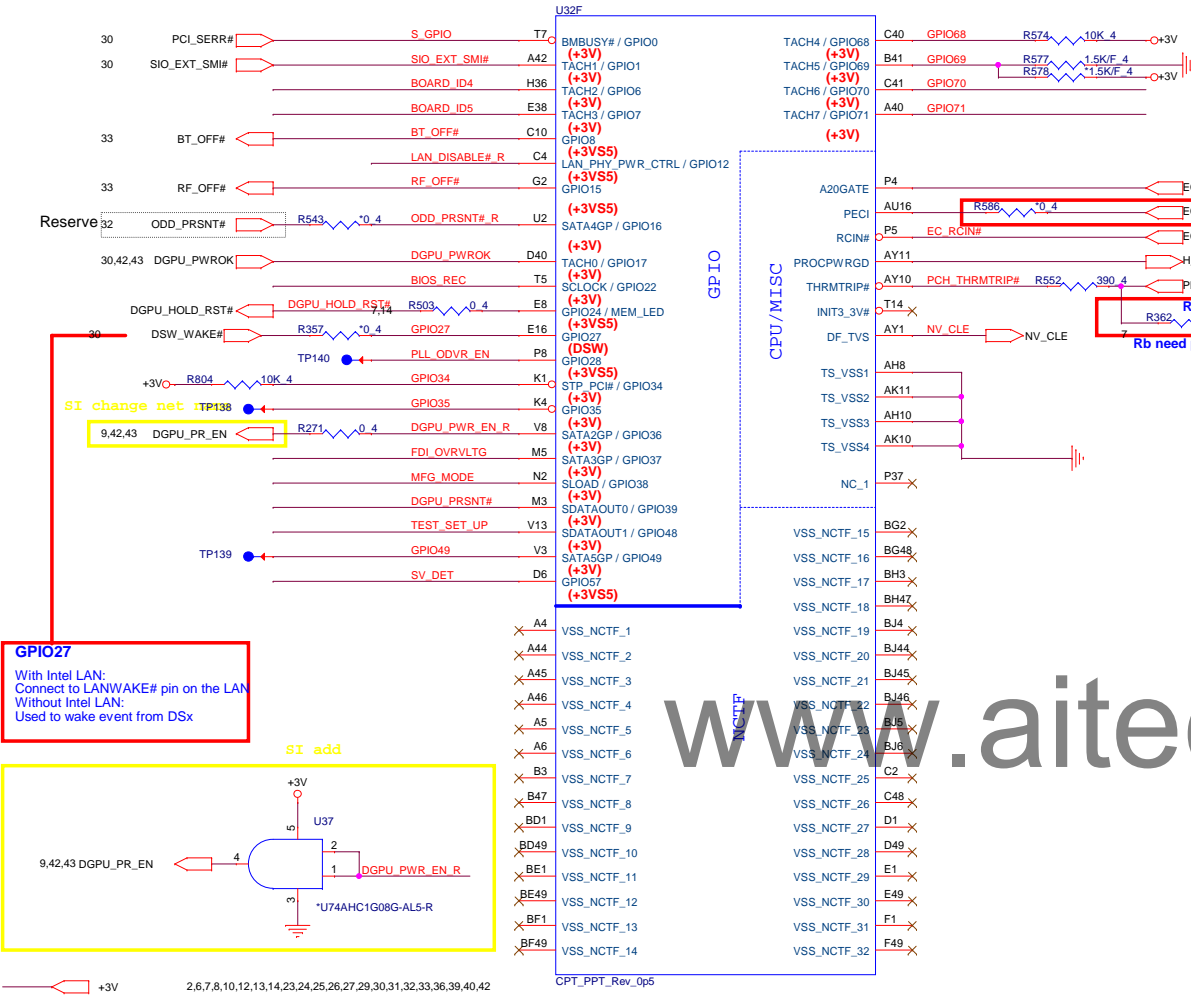 U32F
30 PCI_SERR# S_GPIO T7 BMBUSY# / GPIO0
(+3V)
30 SIO_EXT_SMI# SIO_EXT_SMI# A42 TACH1 / GPIO1
(+3V)
BOARD_ID4 H36 TACH2 / GPIO6
(+3V)
BOARD_ID5 E38 TACH3 / GPIO7
(+3V)
33 BT_OFF# BT_OFF# C10 GPIO8
(+3VS5)
LAN_DISABLE#_R C4 LAN_PHY_PWR_CTRL / GPIO12
(+3VS5)
33 RF_OFF# RF_OFF# G2 GPIO15
(+3VS5)
Reserve 32 ODD_PRSNT# R543 *0_4 ODD_PRSNT#_R U2 SATA4GP / GPIO16
(+3V)
30,42,43 DGPU_PWROK DGPU_PWROK D40 TACH0 / GPIO17
(+3V)
BIOS_REC T5 SCLOCK / GPIO22
(+3V)
DGPU_HOLD_RST# DGPU_HOLD_RST# 7,14 R503 0_4 E8 GPIO24 / MEM_LED
(+3VS5)
30 DSW_WAKE# R357 *0_4 GPIO27 E16 GPIO27
(DSW)
TP140 PLL_ODVR_EN P8 GPIO28
(+3VS5)
+3V R804 10K_4 GPIO34 K1 STP_PCI# / GPIO34
(+3V)
SI change net
TP138 GPIO35 K4 GPIO35
(+3V)
9,42,43 DGPU_PR_EN R271 0_4 DGPU_PWR_EN_R V8 SATA2GP / GPIO36
(+3V)
FDI_OVRVLTG M5 SATA3GP / GPIO37
(+3V)
MFG_MODE N2 SLOAD / GPIO38
(+3V)
DGPU_PRSNT# M3 SDATAOUT0 / GPIO39
(+3V)
TEST_SET_UP V13 SDATAOUT1 / GPIO48
(+3V)
TP139 GPIO49 V3 SATA5GP / GPIO49
(+3V)
SV_DET D6 GPIO57
(+3VS5)
A4 VSS_NCTF_1
A44 VSS_NCTF_2
A45 VSS_NCTF_3
A46 VSS_NCTF_4
A5 VSS_NCTF_5
A6 VSS_NCTF_6
B3 VSS_NCTF_7
B47 VSS_NCTF_8
BD1 VSS_NCTF_9
BD49 VSS_NCTF_10
BE1 VSS_NCTF_11
BE49 VSS_NCTF_12
BF1 VSS_NCTF_13
BF49 VSS_NCTF_14
GPIO
CPU/MISC
NCTF
TACH4 / GPIO68 C40 GPIO68 R574 10K_4 +3V
TACH5 / GPIO69 B41 GPIO69 R577 1.5K/F_4
R578 *1.5K/F_4 +3V
TACH6 / GPIO70 C41 GPIO70
TACH7 / GPIO71 A40 GPIO71
(+3V)
A20GATE P4 E
PECI AU16 R586 *0_4 E
RCIN# P5 EC_RCIN# E
PROCPWRGD AY11 H
THRMTRIP# AY10 PCH_THRMTRIP# R552 390_4 P
INIT3_3V# T14 R
R362
DF_TVS AY1 NV_CLE NV_CLE 7
Rb need
TS_VSS1 AH8
TS_VSS2 AK11
TS_VSS3 AH10
TS_VSS4 AK10
NC_1 P37
VSS_NCTF_15 BG2
VSS_NCTF_16 BG48
VSS_NCTF_17 BH3
VSS_NCTF_18 BH47
VSS_NCTF_19 BJ4
VSS_NCTF_20 BJ44
VSS_NCTF_21 BJ45
VSS_NCTF_22 BJ46
VSS_NCTF_23 BJ5
VSS_NCTF_24 BJ6
VSS_NCTF_25 C2
VSS_NCTF_26 C48
VSS_NCTF_27 D1
VSS_NCTF_28 D49
VSS_NCTF_29 E1
VSS_NCTF_30 E49
VSS_NCTF_31 F1
VSS_NCTF_32 F49
CPT_PPT_Rev_0p5
GPIO27
With Intel LAN:
Connect to LANWAKE# pin on the LAN
Without Intel LAN:
Used to wake event from DSx
SI add
+3V
5
U37
9,42,43 DGPU_PR_EN 4 2
1 DGPU_PWR_EN_R
3
*U74AHC1G08G-AL5-R
+3V 2,6,7,8,10,12,13,14,23,24,25,26,27,29,30,31,32,33,36,39,40,42
www.aite